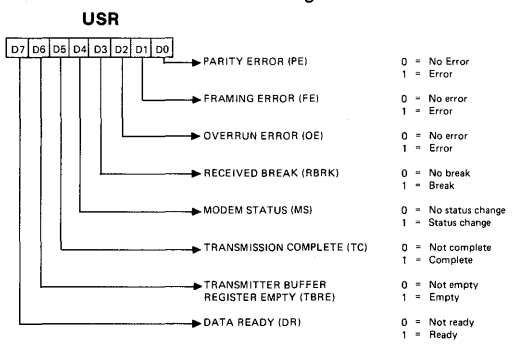 USR
D7 D6 D5 D4 D3 D2 D1 D0
PARITY ERROR (PE) 0 = No Error
1 = Error
FRAMING ERROR (FE) 0 = No error
1 = Error
OVERRUN ERROR (OE) 0 = No error
1 = Error
RECEIVED BREAK (RBRK) 0 = No break
1 = Break
MODEM STATUS (MS) 0 = No status change
1 = Status change
TRANSMISSION COMPLETE (TC) 0 = Not complete
1 = Complete
TRANSMITTER BUFFER 0 = Not empty
REGISTER EMPTY (TBRE) 1 = Empty
DATA READY (DR) 0 = Not ready
1 = Ready